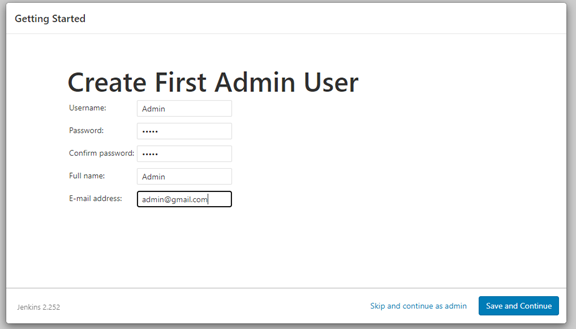 Getting Started
Create First Admin User
Username: Admin
Password: •••••
Confirm password: •••••
Full name: Admin
E-mail address: admin@gmail.com
Jenkins 2.252 Skip and continue as admin Save and Continue